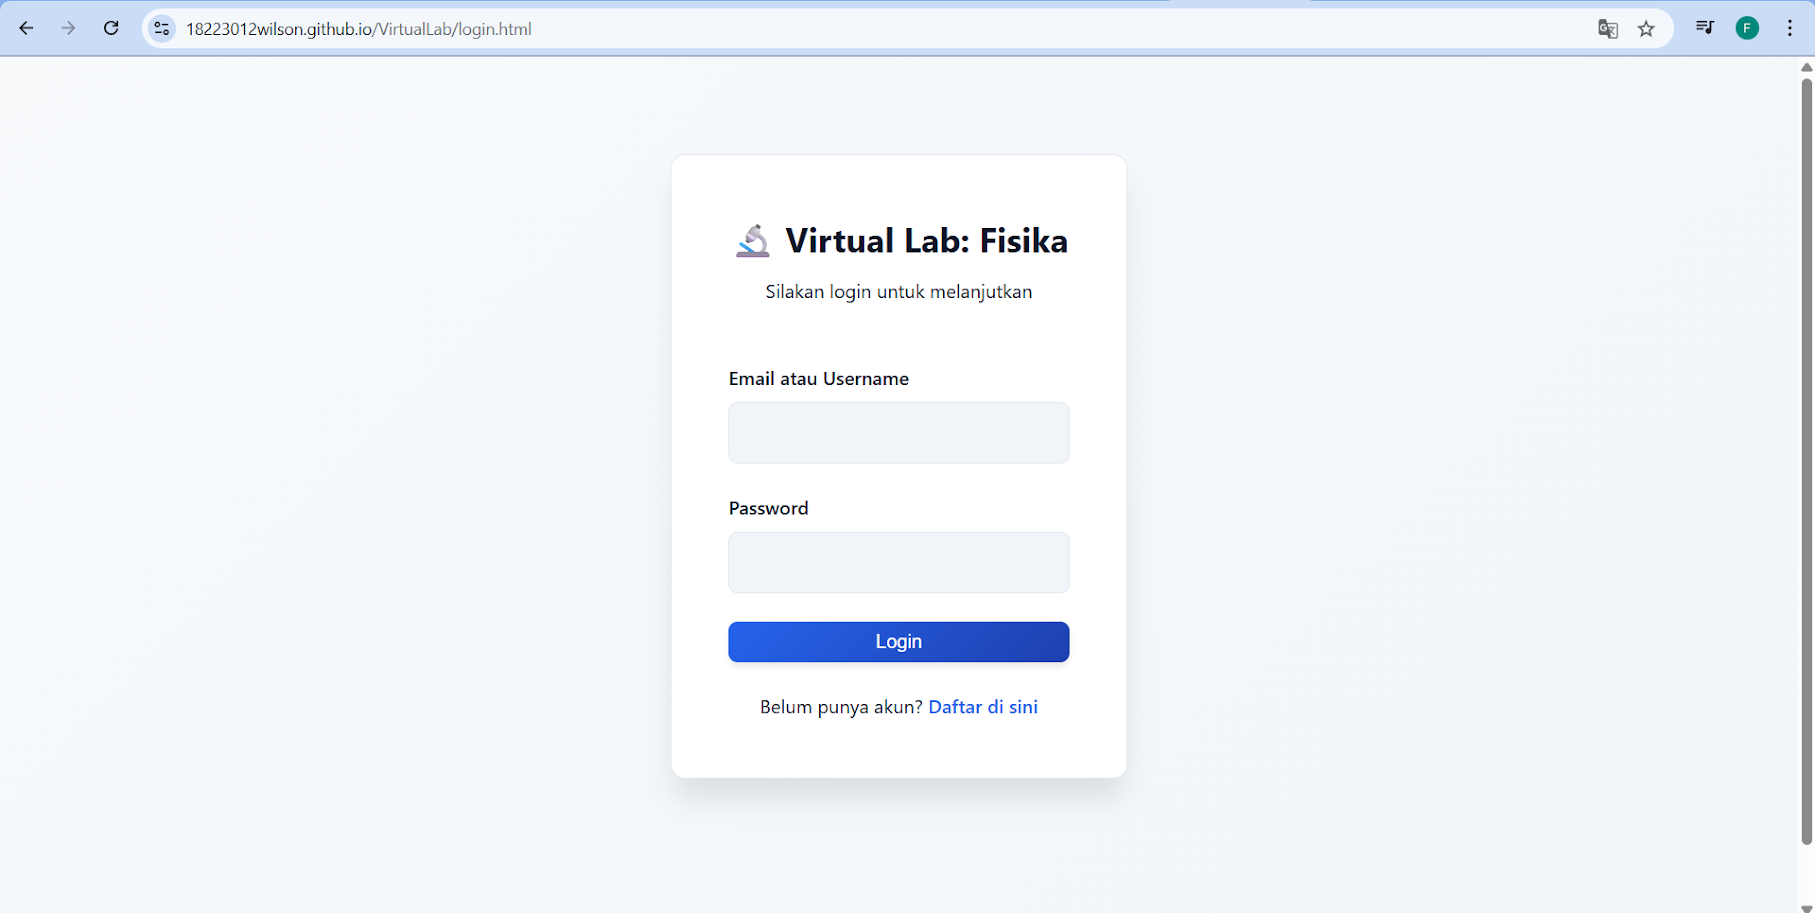 18223012wilson.github.io/VirtualLab/login.html
F
Virtual Lab: Fisika
Silakan login untuk melanjutkan
Email atau Username
Password
Login
Belum punya akun? Daftar di sini